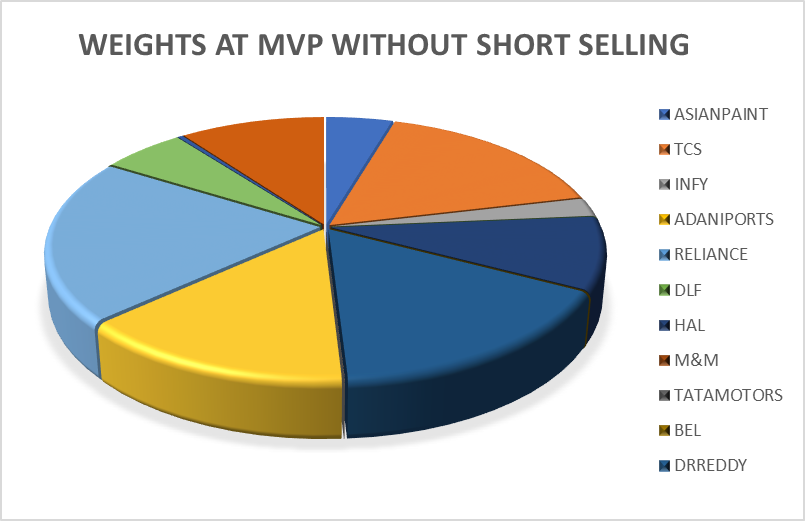 WEIGHTS AT MVP WITHOUT SHORT SELLING
ASIANPAINT
TCS
INFY
ADANIPORTS
RELIANCE
DLF
HAL
M&M
TATAMOTORS
BEL
DRREDDY